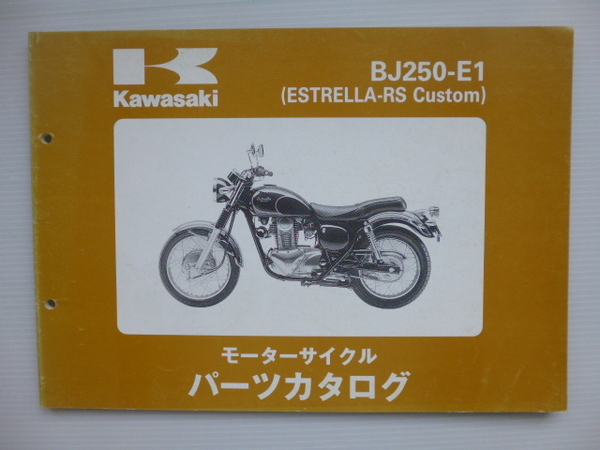 Kawasaki
BJ250-E1
(ESTRELLA-RS Custom)
モーターサイクル
パーツカタログ